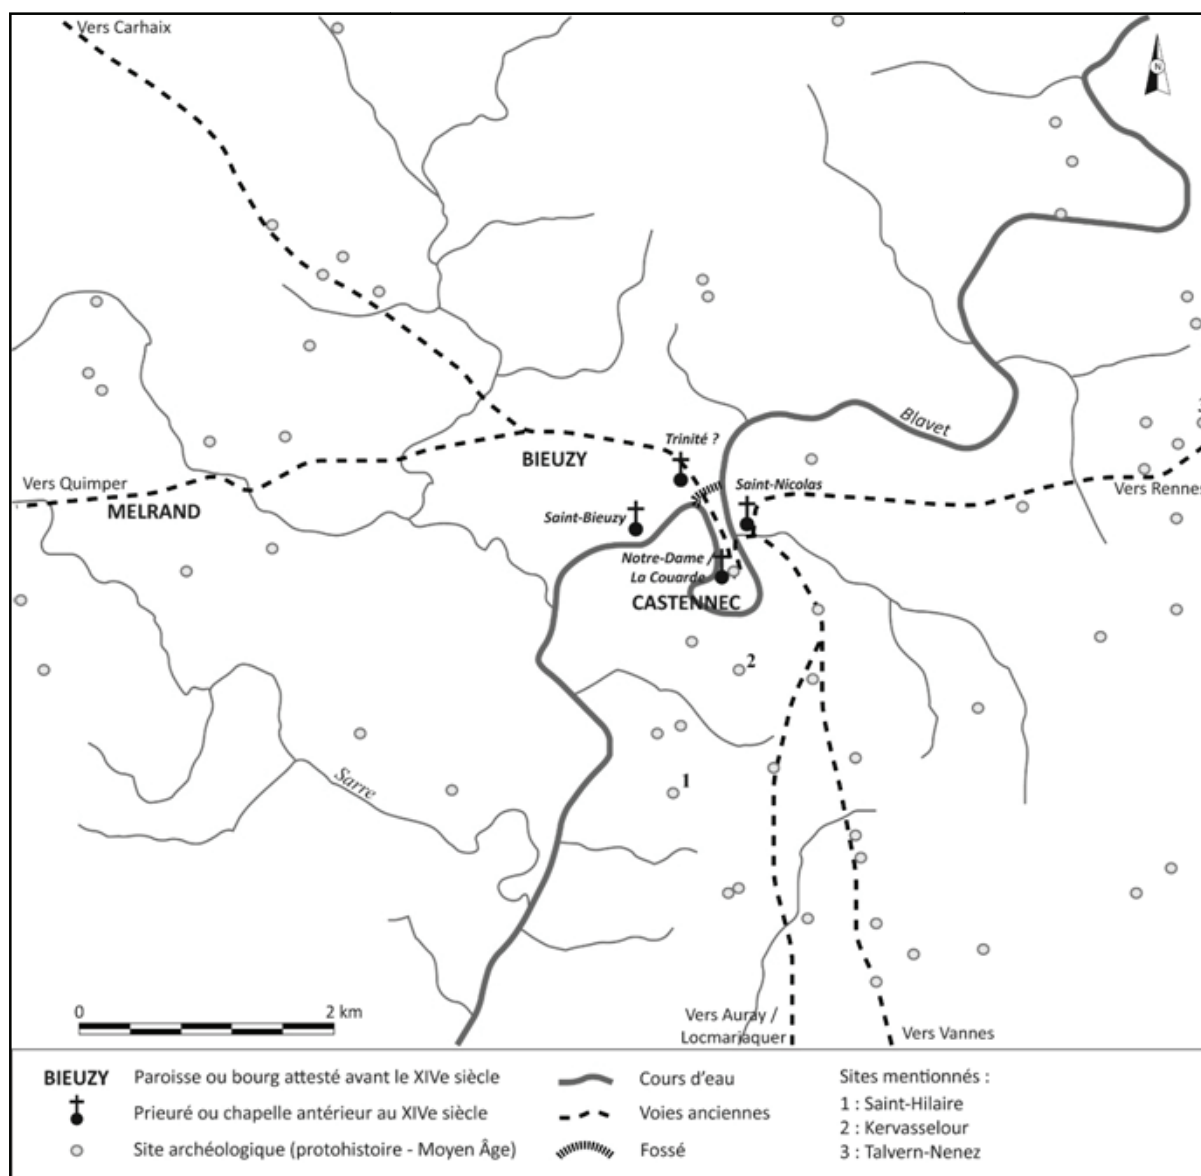 Vers Carhaix
N
Blavet
3
Trinité ?
BIEUZY
Vers Quimper
Saint-Nicolas
Vers Rennes
MELRAND
Saint-Bieuzy
Notre-Dame /
La Couarde
CASTENNEC
2
1
Sarre
0
2 km
Vers Auray /
Locmariaquer
Vers Vannes
BIEUZY
Paroisse ou bourg attesté avant le XIVe siècle
Prieuré ou chapelle antérieur au XIVe siècle
Site archéologique (protohistoire - Moyen Âge)
Cours d'eau
Voies anciennes
Fossé
Sites mentionnés :
1 : Saint-Hilaire
2 : Kervasselour
3 : Talvern-Nenez